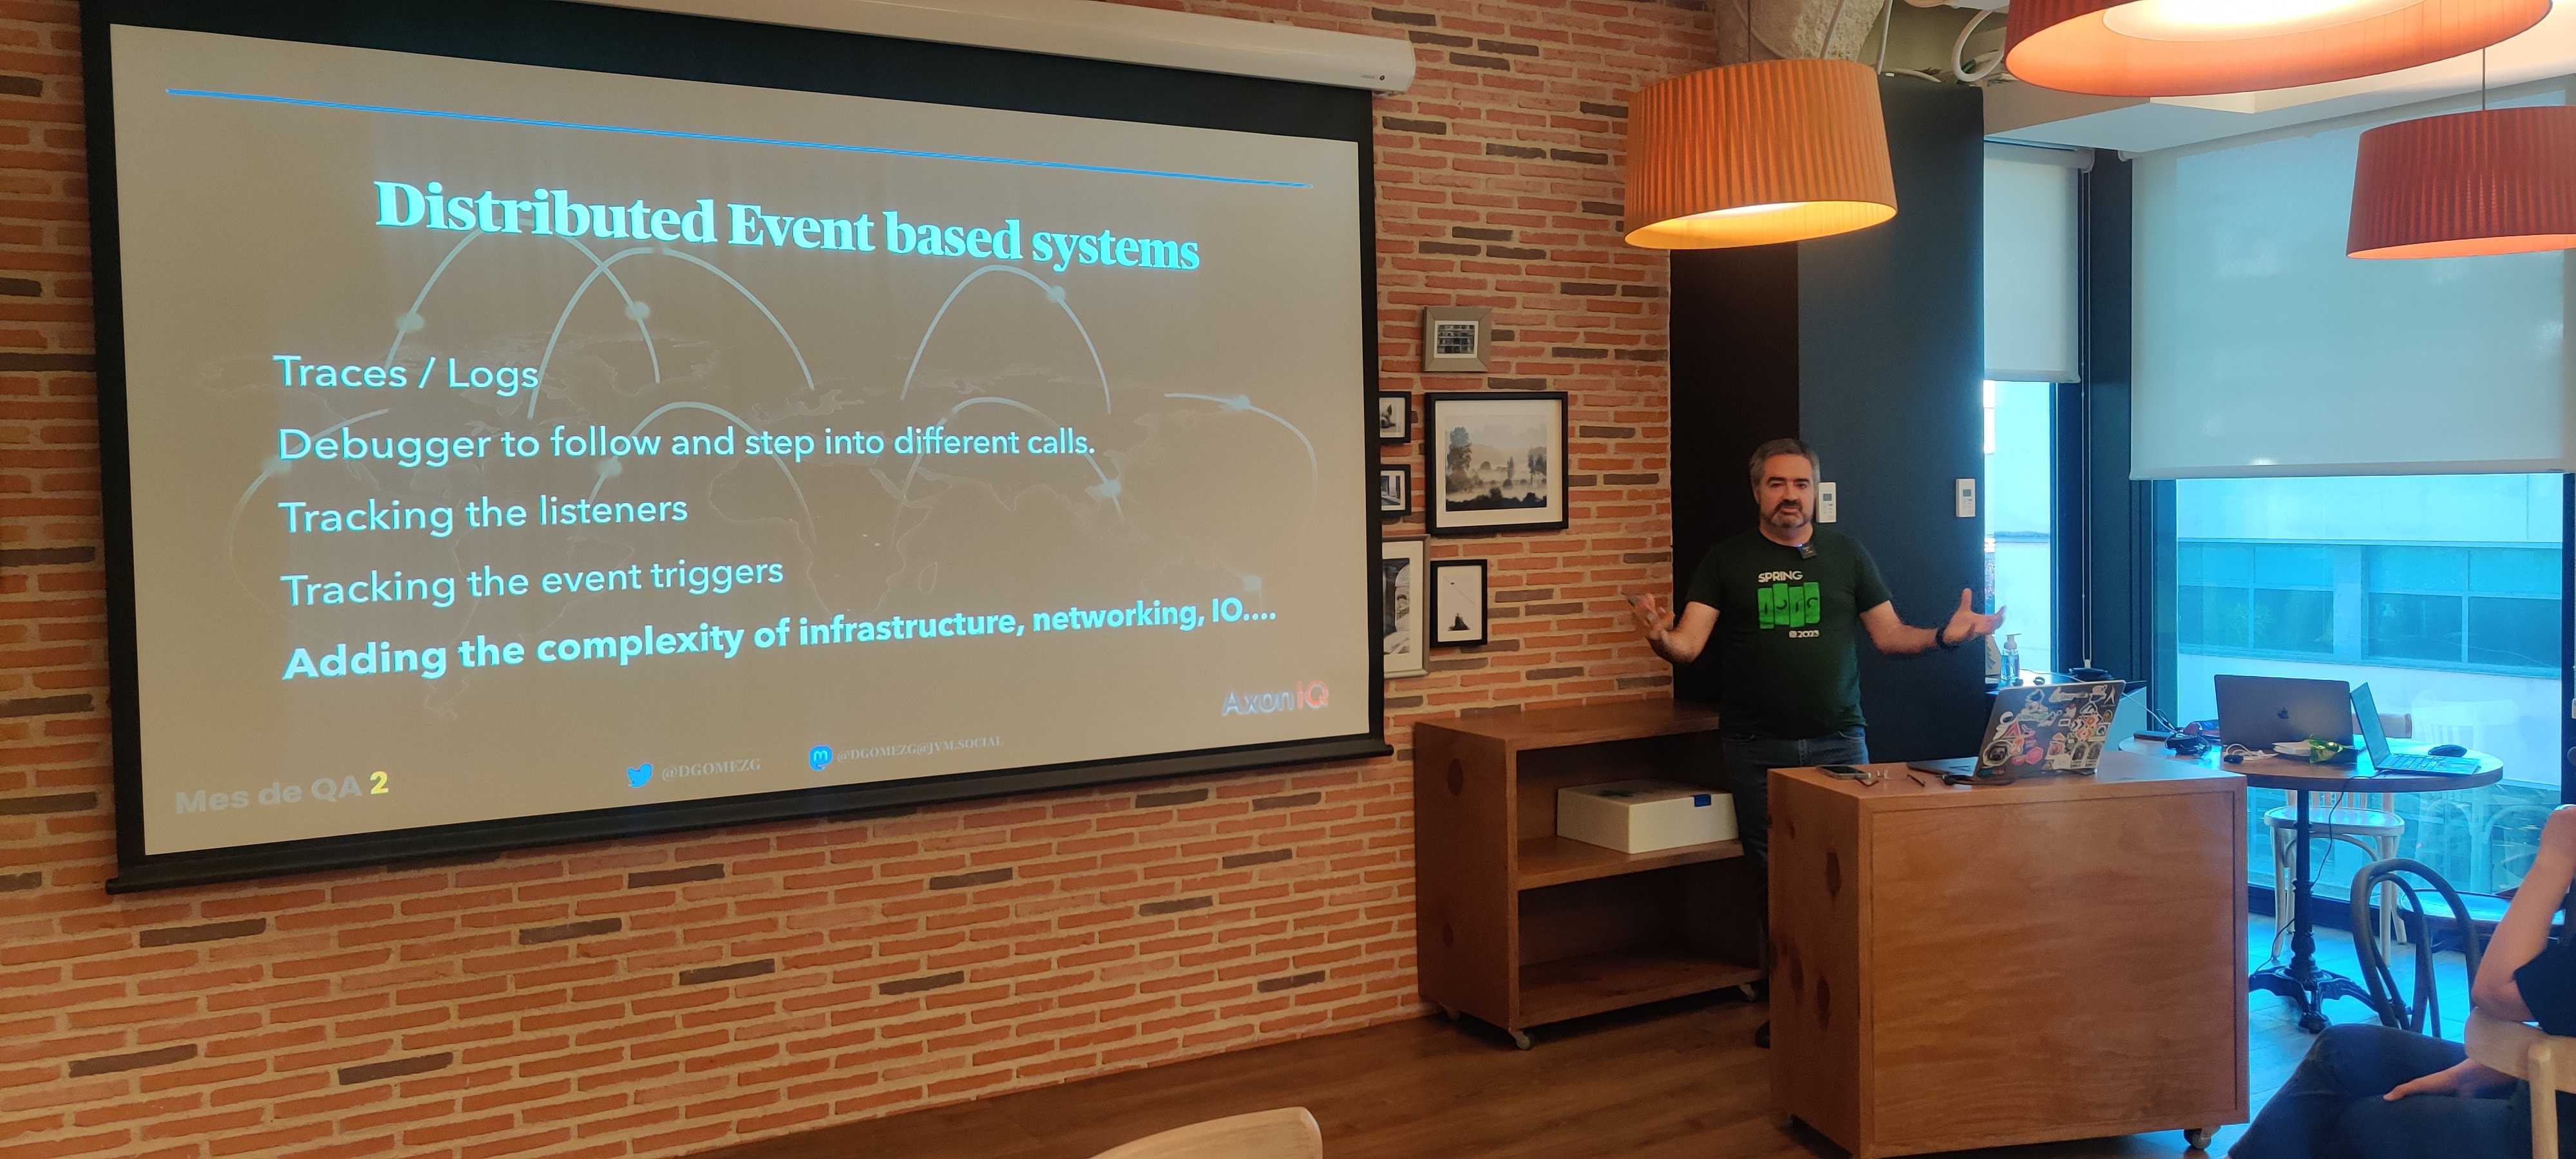 Distributed Event based systems
Traces / Logs
Debugger to follow and step into different calls.
Tracking the listeners
Tracking the event triggers
Adding the complexity of infrastructure, networking, IO....
AxonIQ
Mes de QA 2
@DGOMEZG
@DGOMEZG@JVM.SOCIAL
SPRING
I/O
@2023